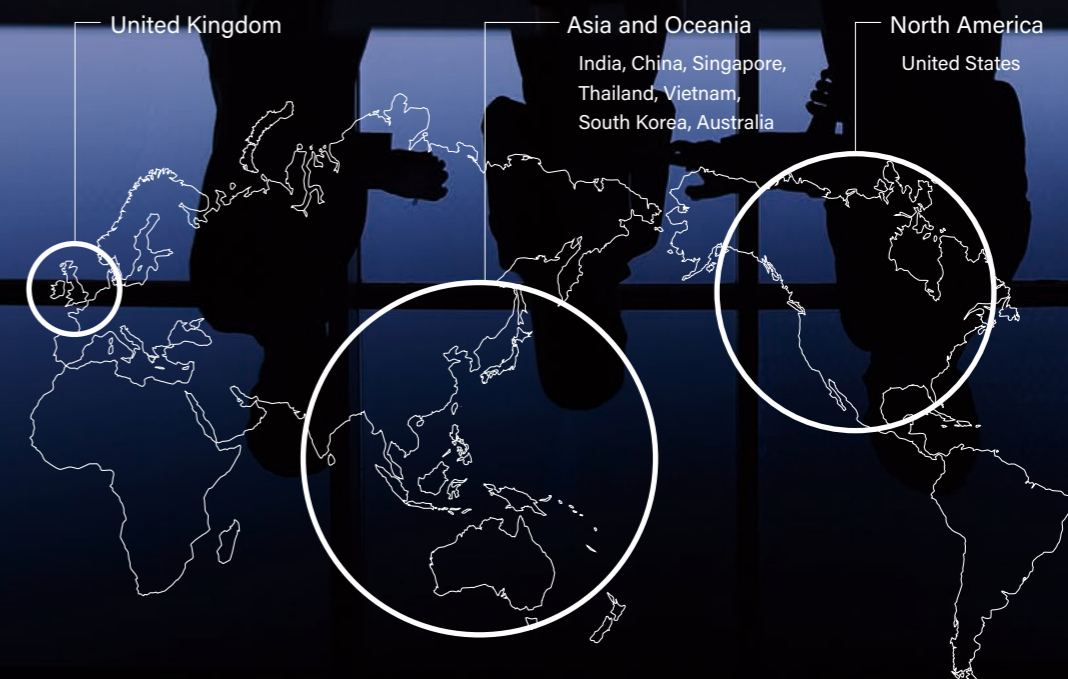 United Kingdom
Asia and Oceania
India, China, Singapore,
Thailand, Vietnam,
South Korea, Australia
North America
United States